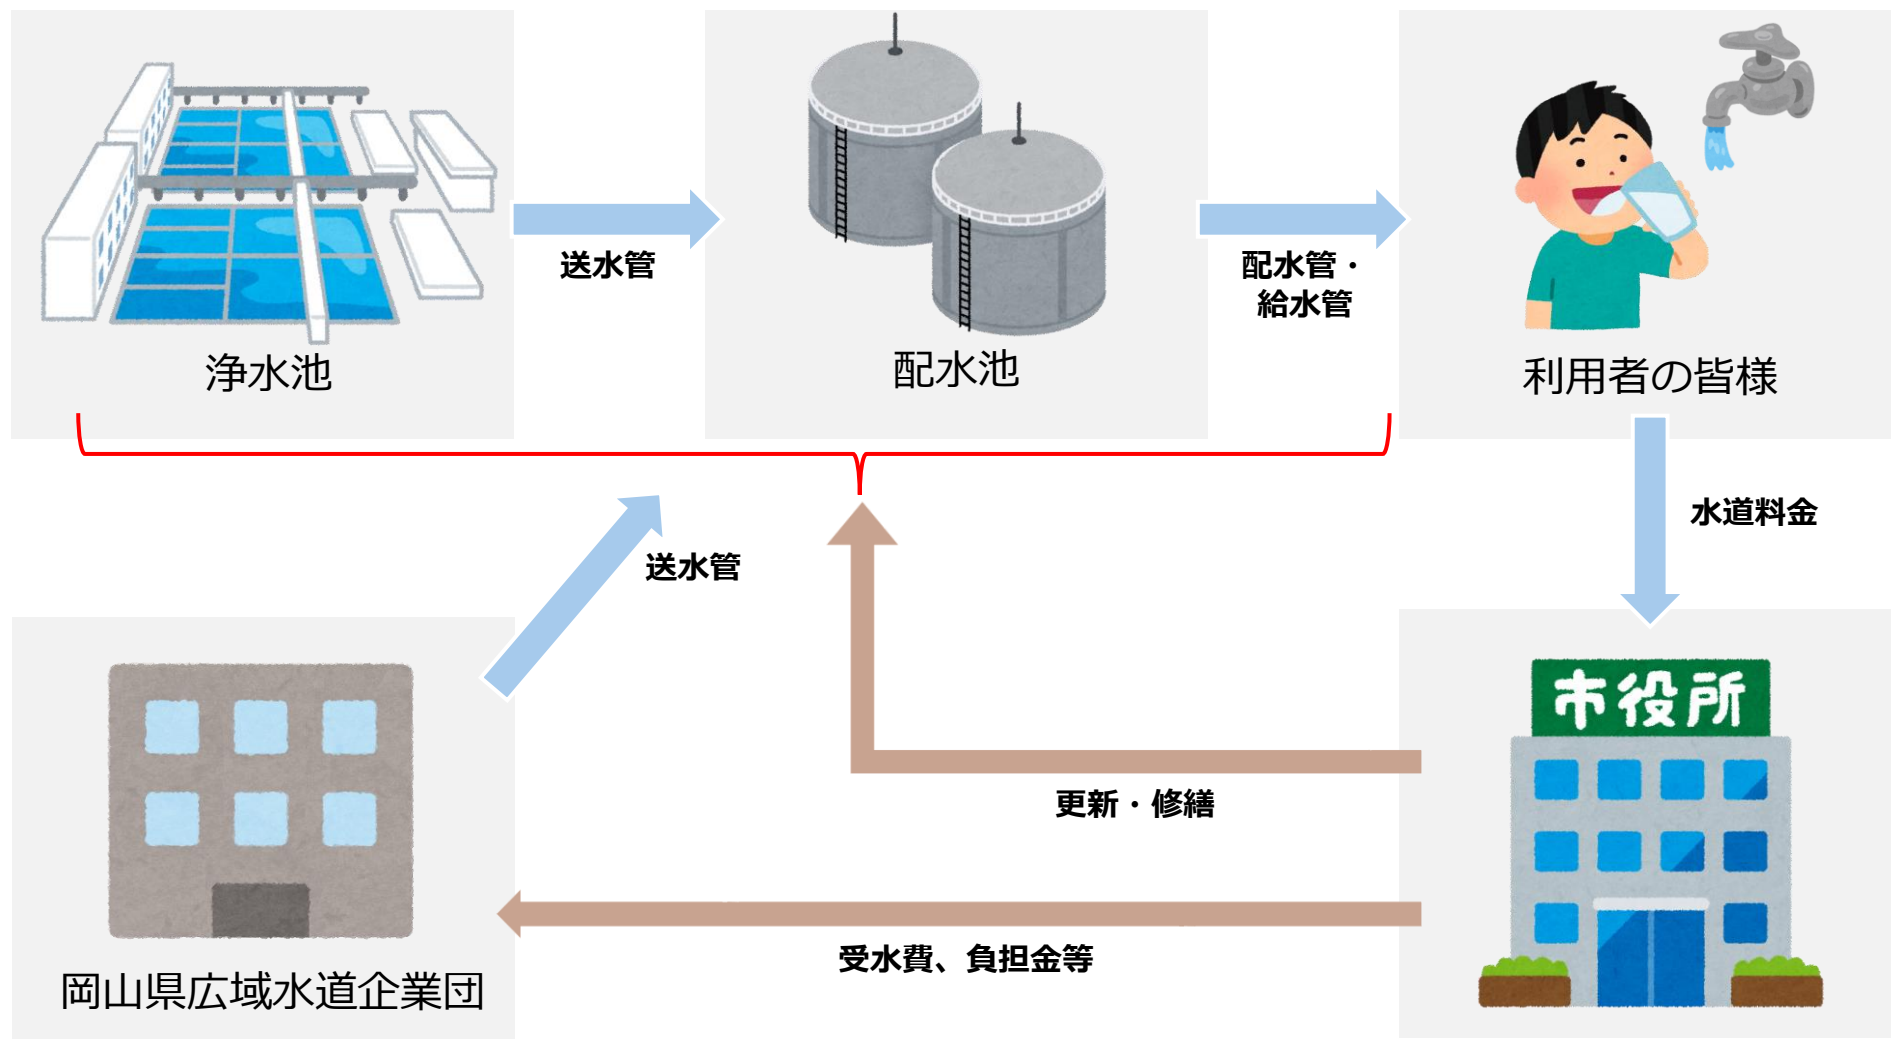 送水管
配水管・
給水管
浄水池
配水池
利用者の皆様
水道料金
送水管
市役所
更新・修繕
受水費、負担金等
岡山県広域水道企業団